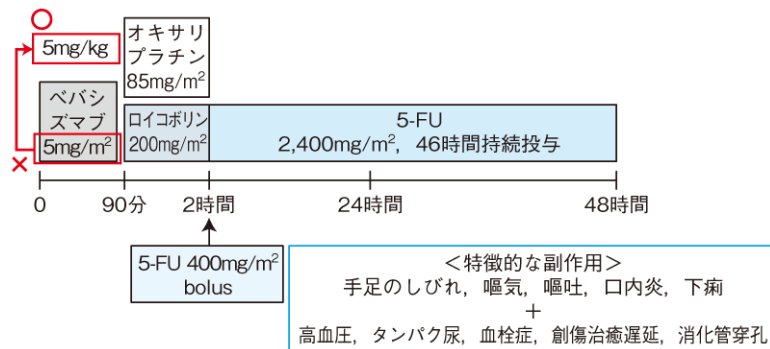 ○
5mg/kg
ベバシ
ズマブ
5mg/m²
×
オキサリ
プラチン
85mg/m²
ロイコボリン
200mg/m²
5-FU
2,400mg/m², 46時間持続投与
0
90分
2時間
24時間
48時間
5-FU 400mg/m²
bolus
＜特徴的な副作用＞
手足のしびれ, 嘔気, 嘔吐, 口内炎, 下痢
＋
高血圧, タンパク尿, 血栓症, 創傷治癒遅延, 消化管穿孔